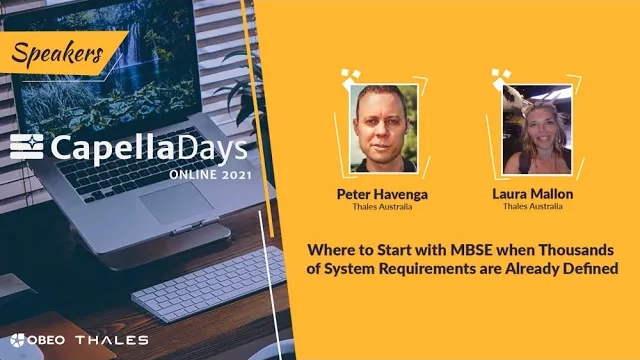 Speakers
CapellaDays
ONLINE 2021
Peter Havenga
Thales Australia
Laura Mallon
Thales Australia
Where to Start with MBSE when Thousands
of System Requirements are Already Defined
OBEO THALES